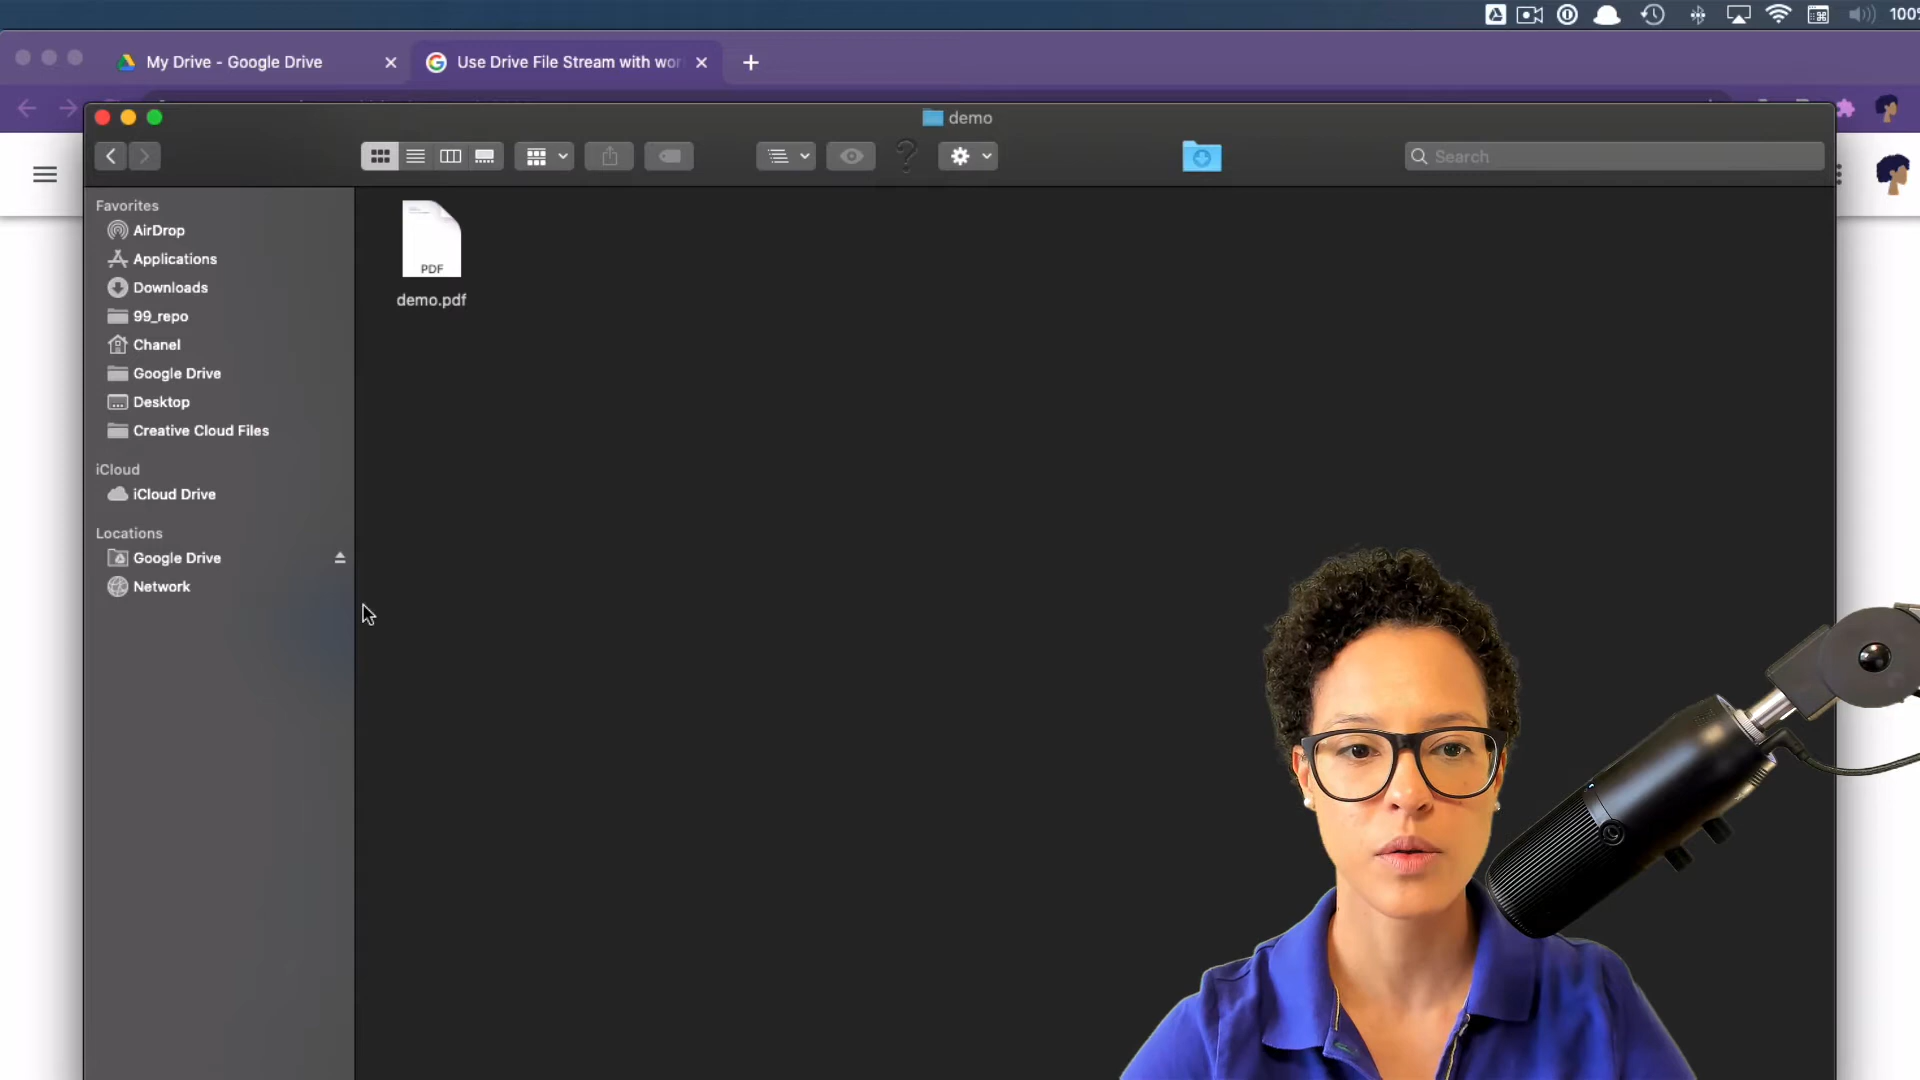 100%
My Drive - Google Drive
Use Drive File Stream with wor
demo
Search
Favorites
AirDrop
Applications
Downloads
99_repo
Chanel
Google Drive
Desktop
Creative Cloud Files
iCloud
iCloud Drive
Locations
Google Drive
Network
PDF
demo.pdf